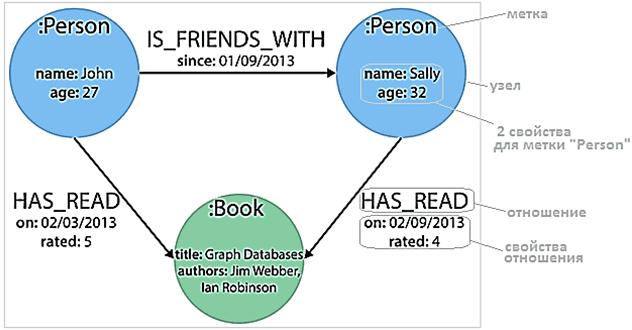 :Person
name: John
age: 27
IS_FRIENDS_WITH
since: 01/09/2013
:Person
name: Sally
age: 32
метка
узел
2 свойства
для метки "Person"
HAS_READ
on: 02/03/2013
rated: 5
:Book
title: Graph Databases
authors: Jim Webber,
Ian Robinson
HAS_READ
on: 02/09/2013
rated: 4
отношение
свойства
отношения